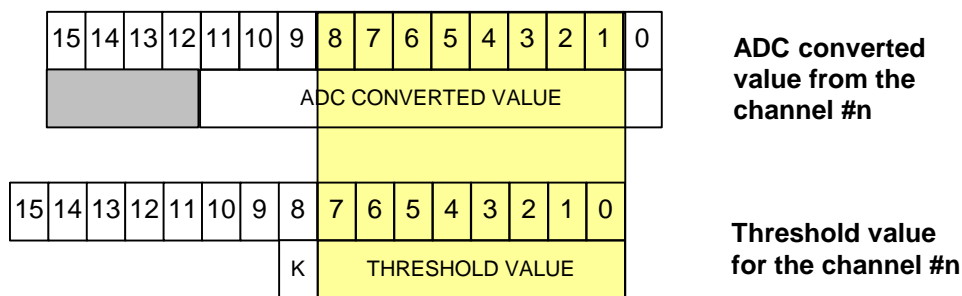 15 14 13 12 11 10 9 8 7 6 5 4 3 2 1 0
ADC CONVERTED VALUE
ADC converted
value from the
channel #n
15 14 13 12 11 10 9 8 7 6 5 4 3 2 1 0
K THRESHOLD VALUE
Threshold value
for the channel #n